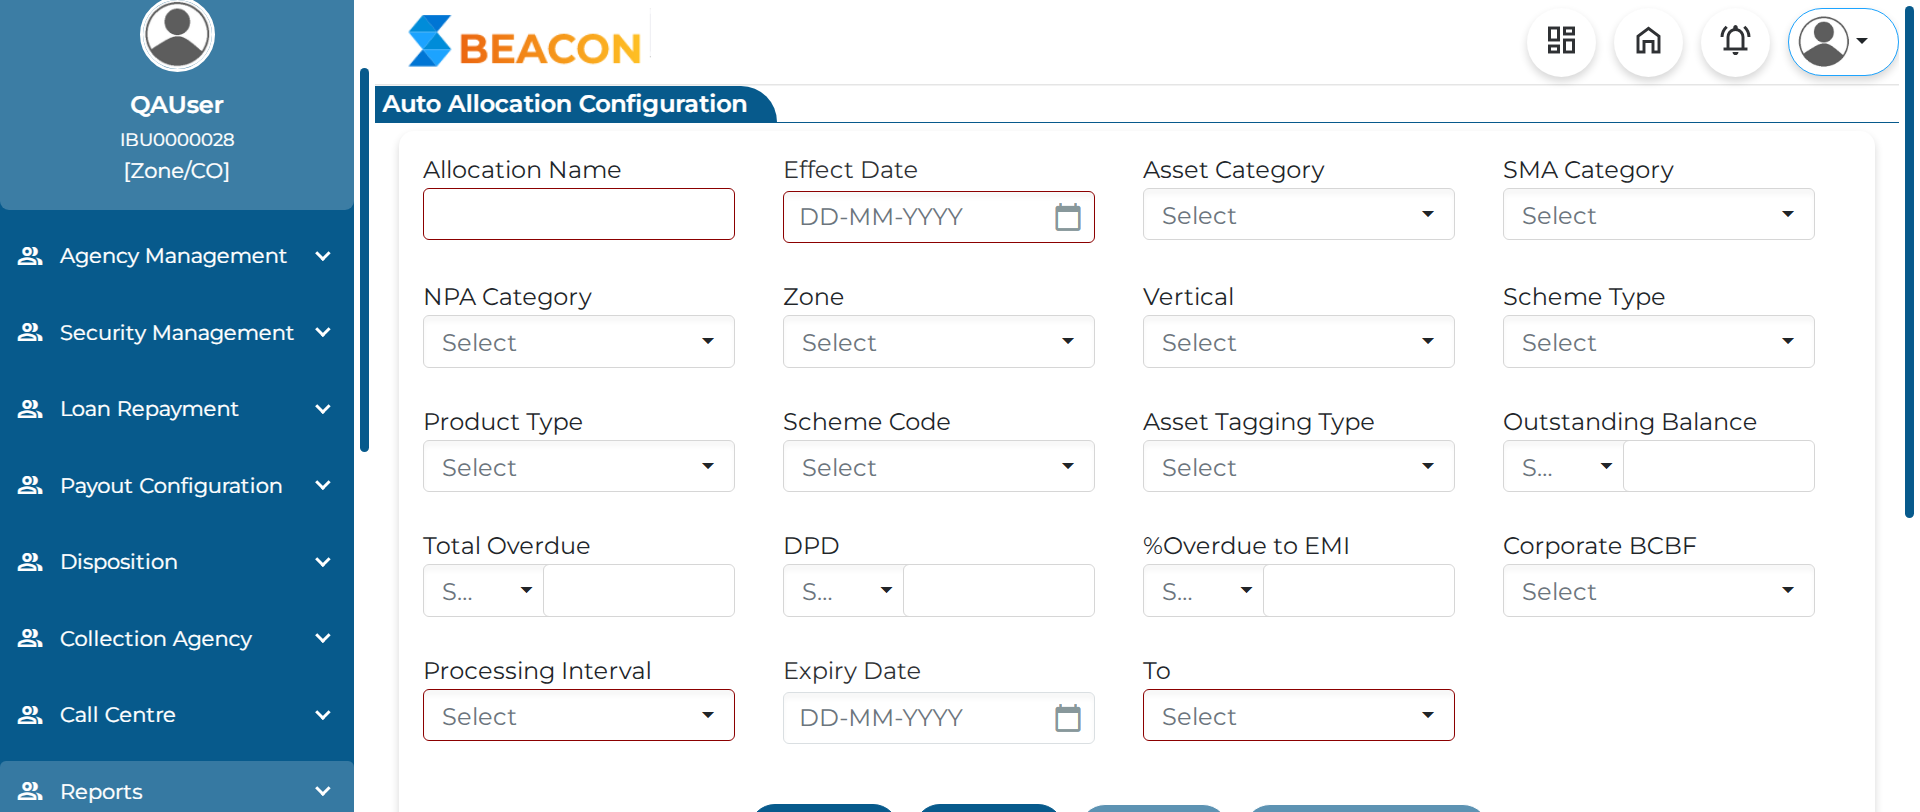 QAUser
IBU0000028
[Zone/CO]
Agency Management
Security Management
Loan Repayment
Payout Configuration
Disposition
Collection Agency
Call Centre
Reports
BEACON
Auto Allocation Configuration
Allocation Name
Effect Date
DD-MM-YYYY
Asset Category
Select
SMA Category
Select
NPA Category
Select
Zone
Select
Vertical
Select
Scheme Type
Select
Product Type
Select
Scheme Code
Select
Asset Tagging Type
Select
Outstanding Balance
S...
Total Overdue
S...
DPD
S...
%Overdue to EMI
S...
Corporate BCBF
Select
Processing Interval
Select
Expiry Date
DD-MM-YYYY
To
Select